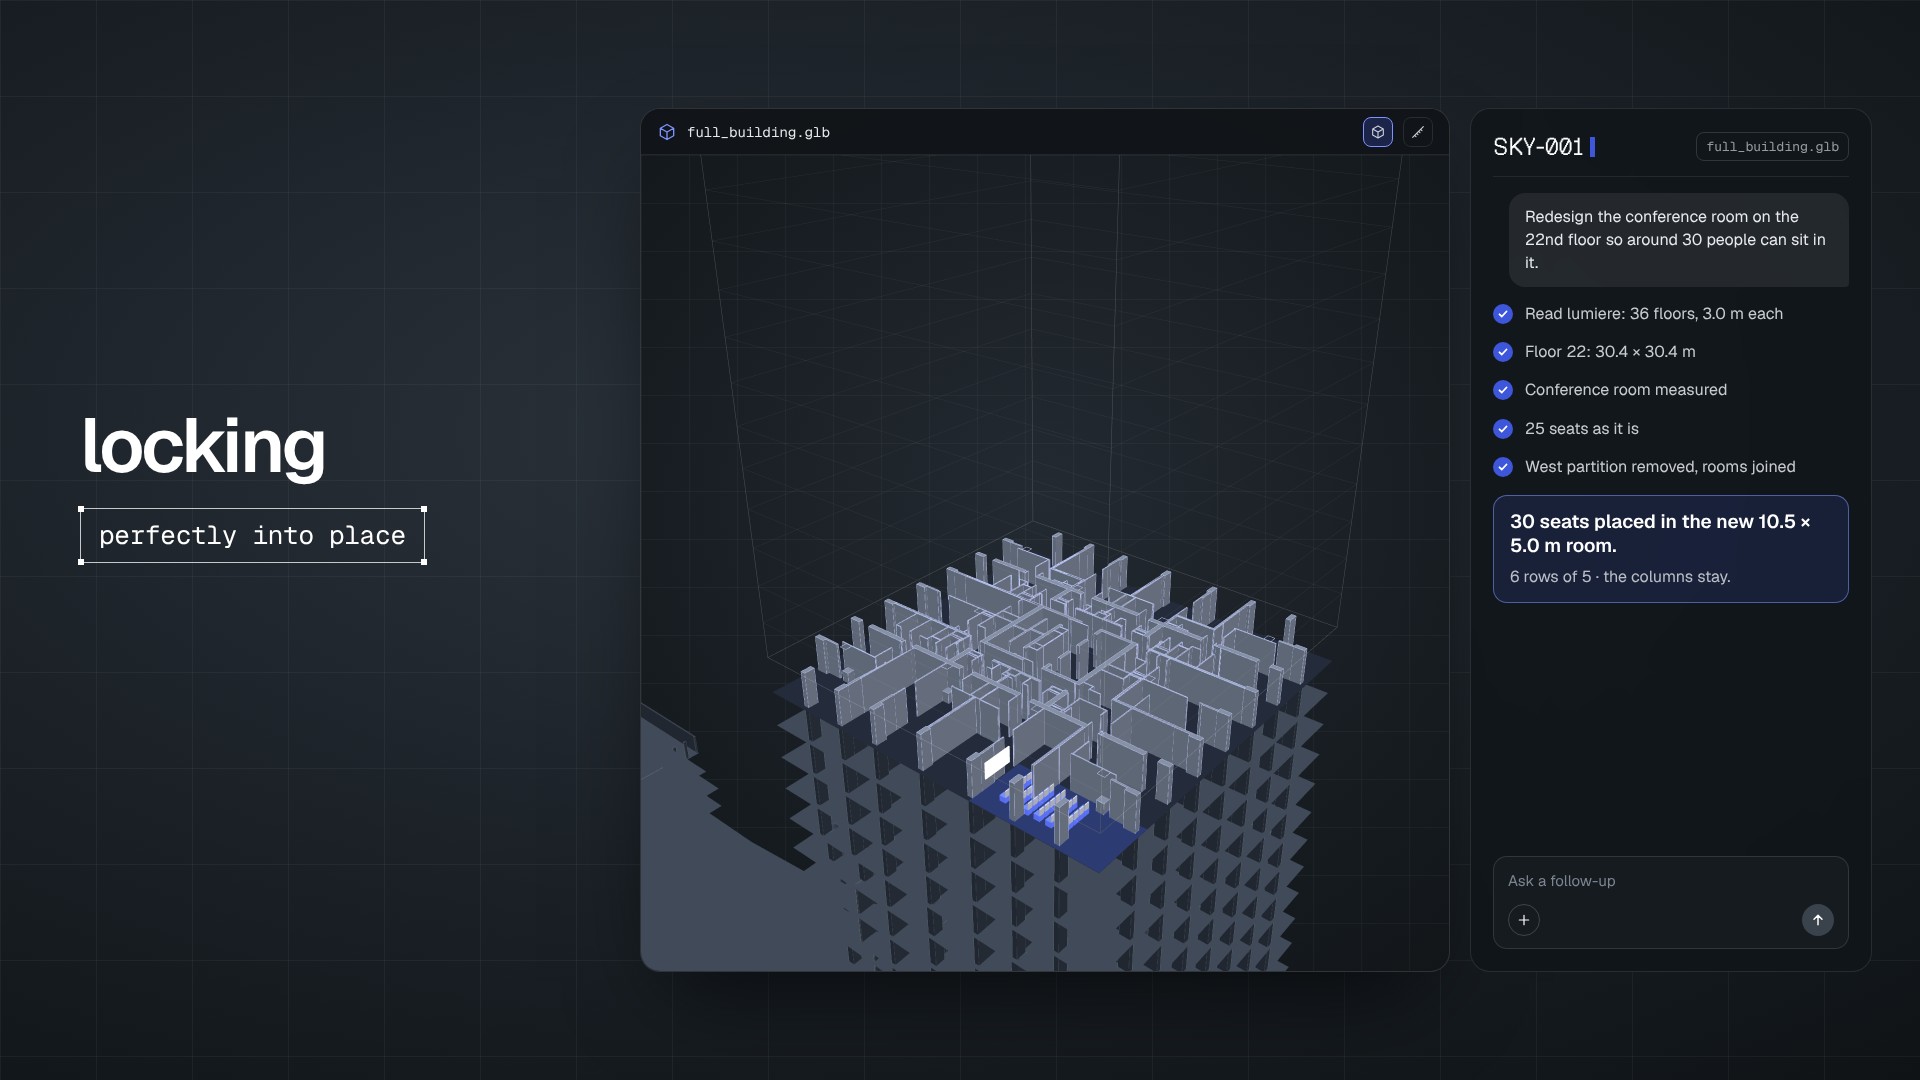 locking
perfectly into place
full_building.glb
SKY-001
full_building.glb
Redesign the conference room on the
22nd floor so around 30 people can sit in
it.
Read lumiere: 36 floors, 3.0 m each
Floor 22: 30.4 × 30.4 m
Conference room measured
25 seats as it is
West partition removed, rooms joined
30 seats placed in the new 10.5 ×
5.0 m room.
6 rows of 5 · the columns stay.
Ask a follow-up